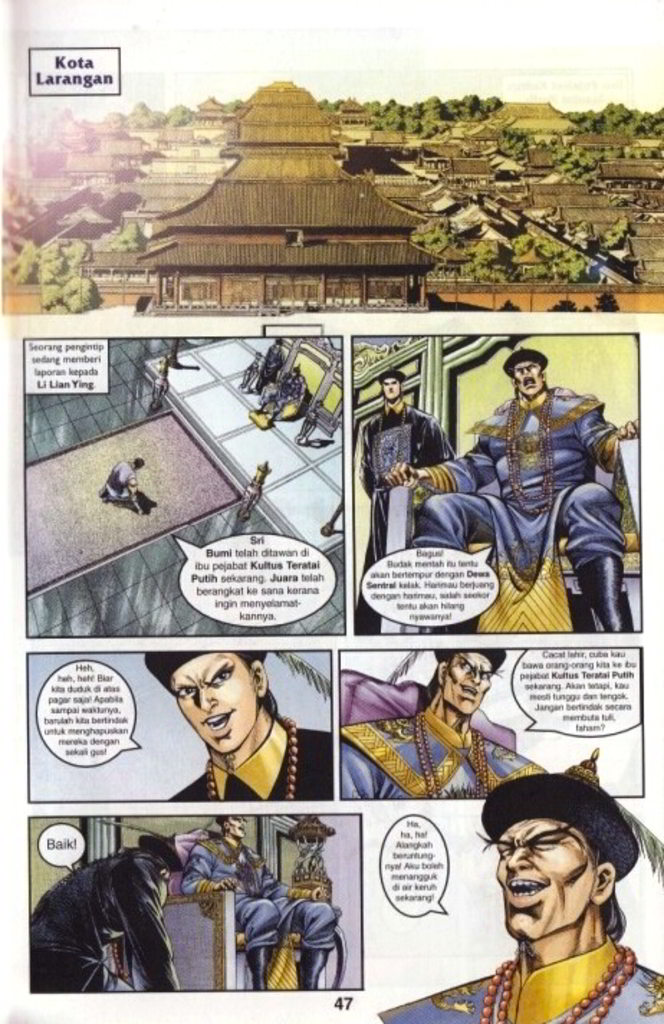 Kota
Larangan
Seorang pengintip
sedang memberi
laporan kepada
Li Lian Ying.
Sri
Bumi telah ditawan di
ibu pejabat Kultus Teratai
Putih sekarang. Juara telah
berangkat ke sana kerana
ingin menyelamat-
kannya.
Bagus!
Budak mentah itu tentu
akan bertempur dengan Dewa
Sentral kelak. Harimau berjuang
dengan harimau, salah seekor
tentu akan hilang
nyawanya!
Heh,
heh, heh! Biar
kita duduk di atas
pagar saja! Apabila
sampai waktunya,
barulah kita bertindak
untuk menghapuskan
mereka dengan
sekali gus!
Cacat lahir, cuba kau
bawa orang-orang kita ke ibu
pejabat Kultus Teratai Putih
sekarang. Akan tetapi, kau
mesti tunggu dan tengok.
Jangan bertindak secara
membuta tuli,
faham?
Baik!
Ha,
ha, ha!
Alangkah
beruntung-
nya! Aku boleh
menangguk
di air keruh
sekarang!
47